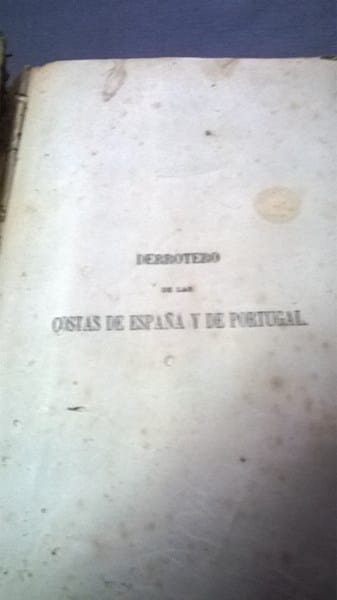 DERROTERO
DE LAS
COSTAS DE ESPAÑA Y DE PORTUGAL.